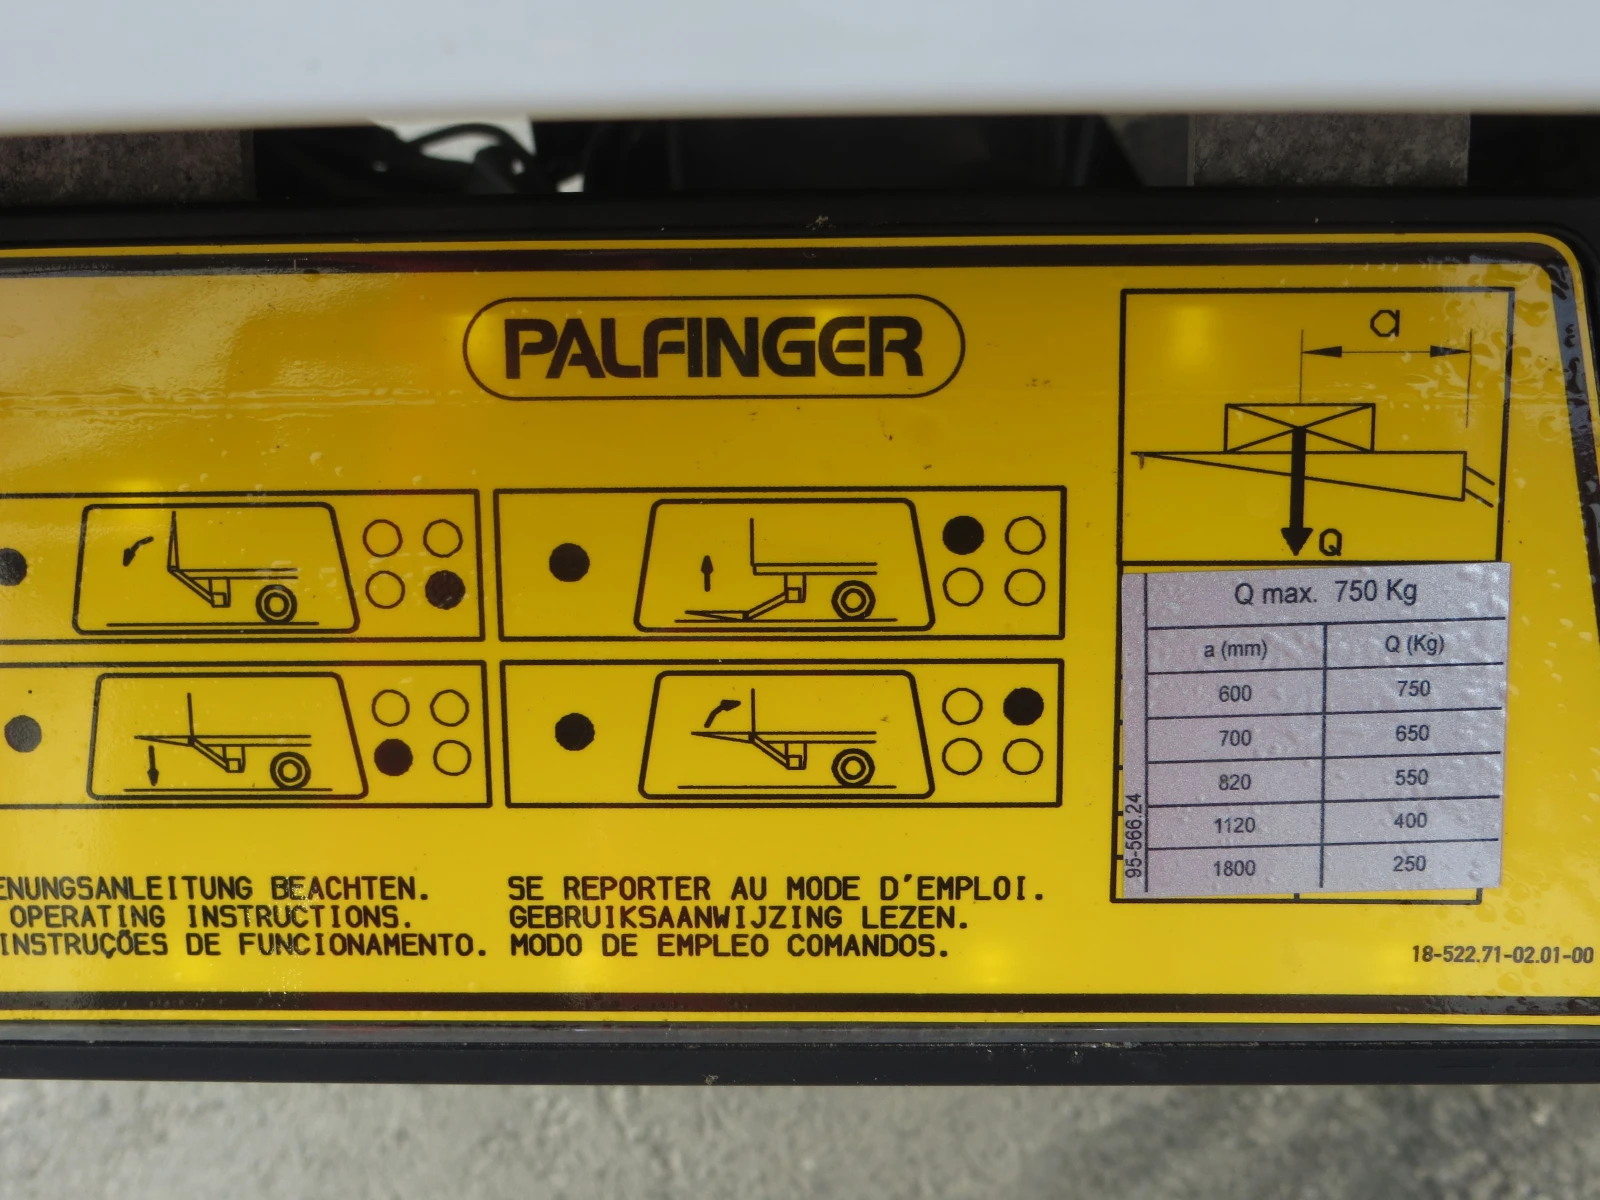 PALFINGER
a
Q
Q max. 750 Kg
a (mm) Q (Kg)
600 750
700 650
820 550
1120 400
1800 250
95-566.24
ENUNGSANLEITUNG BEACHTEN.
OPERATING INSTRUCTIONS.
INSTRUÇÕES DE FUNCIONAMENTO.
SE REPORTER AU MODE D'EMPLOI.
GEBRUIKSAANWIJZING LEZEN.
MODO DE EMPLEO COMANDOS.
18-522.71-02.01-00